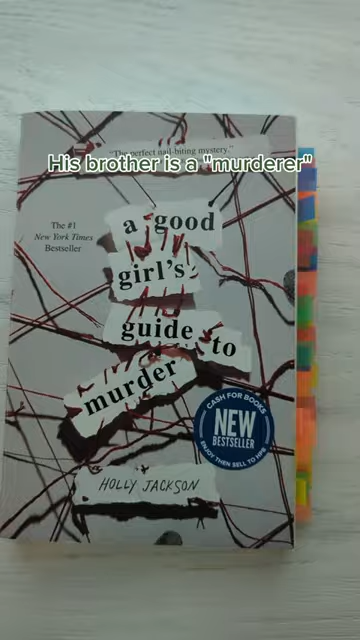 "The perfect nail-biting mystery."
His brother is a "murderer"
a good
The #1
New York Times
Bestseller
girl's
guide to
murder
CASH FOR BOOKS
NEW
BESTSELLER
ENJOY THEN SELL TO HPB
HOLLY JACKSON